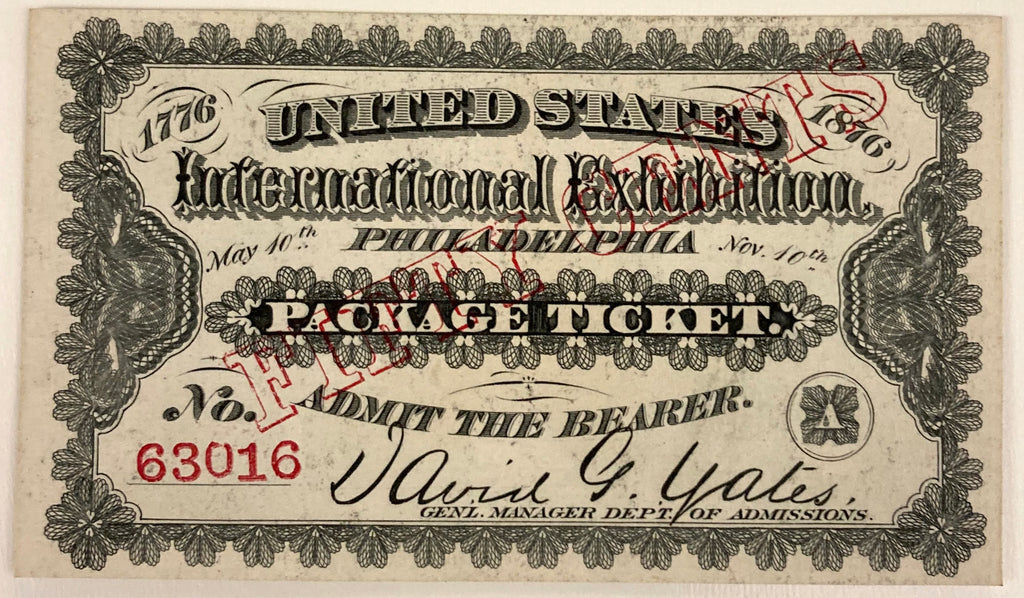 1776 UNITED STATES 1876
International Exhibition,
May 10th PHILADELPHIA Nov. 10th
PACKAGE TICKET.
FIFTY CENTS
No. ADMIT THE BEARER. A
63016
David G. Yates.
GENL. MANAGER DEPT. OF ADMISSIONS.